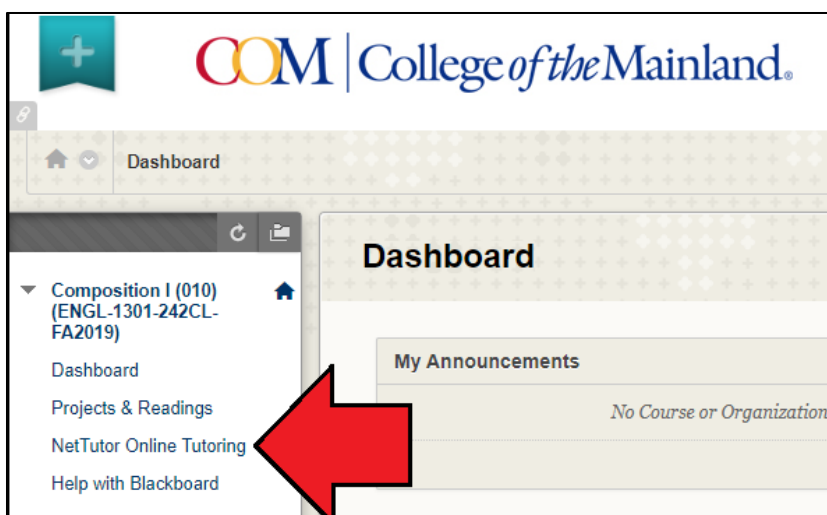 COM College of the Mainland®
Dashboard
Dashboard
Composition I (010)
(ENGL-1301-242CL-
FA2019)
Dashboard
Projects & Readings
NetTutor Online Tutoring
Help with Blackboard
My Announcements
No Course or Organization